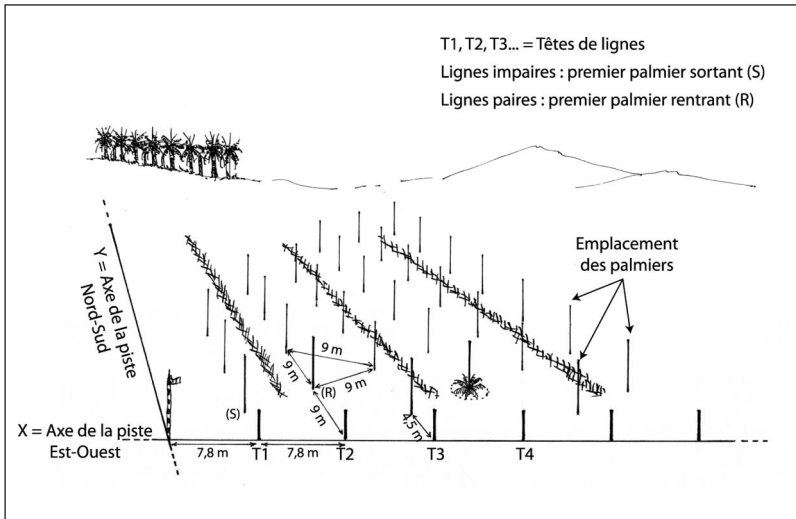 T1, T2, T3... = Têtes de lignes
Lignes impaires : premier palmier sortant (S)
Lignes paires : premier palmier rentrant (R)
Emplacement
des palmiers
Y = Axe de la piste
Nord-Sud
9 m
9 m
9 m
(R)
9 m
(S)
4,5 m
X = Axe de la piste
Est-Ouest
7,8 m
T1
7,8 m
T2
T3
T4